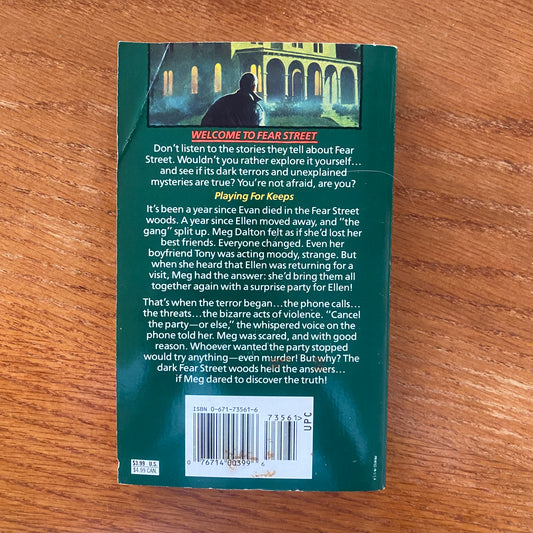 WELCOME TO FEAR STREET
Don't listen to the stories they tell about Fear
Street. Wouldn't you rather explore it yourself...
and see if its dark terrors and unexplained
mysteries are true? You're not afraid, are you?
Playing For Keeps
It's been a year since Evan died in the Fear Street
woods. A year since Ellen moved away, and "the
gang" split up. Meg Dalton felt as if she'd lost her
best friends. Everyone changed. Even her
boyfriend Tony was acting moody, strange. But
when she heard that Ellen was returning for a
visit, Meg had the answer: she'd bring them all
together again with a surprise party for Ellen!
That's when the terror began...the phone calls...
the threats...the bizarre acts of violence. "Cancel
the party—or else," the whispered voice on the
phone told her. Meg was scared, and with good
reason. Whoever wanted the party stopped
would try anything—even murder! But why? The
dark Fear Street woods held the answers...
if Meg dared to discover the truth!
ISBN 0-671-73561-6
73561>
UPC
0 76714 00399 6
$3.99 U.S.
$4.99 CAN.